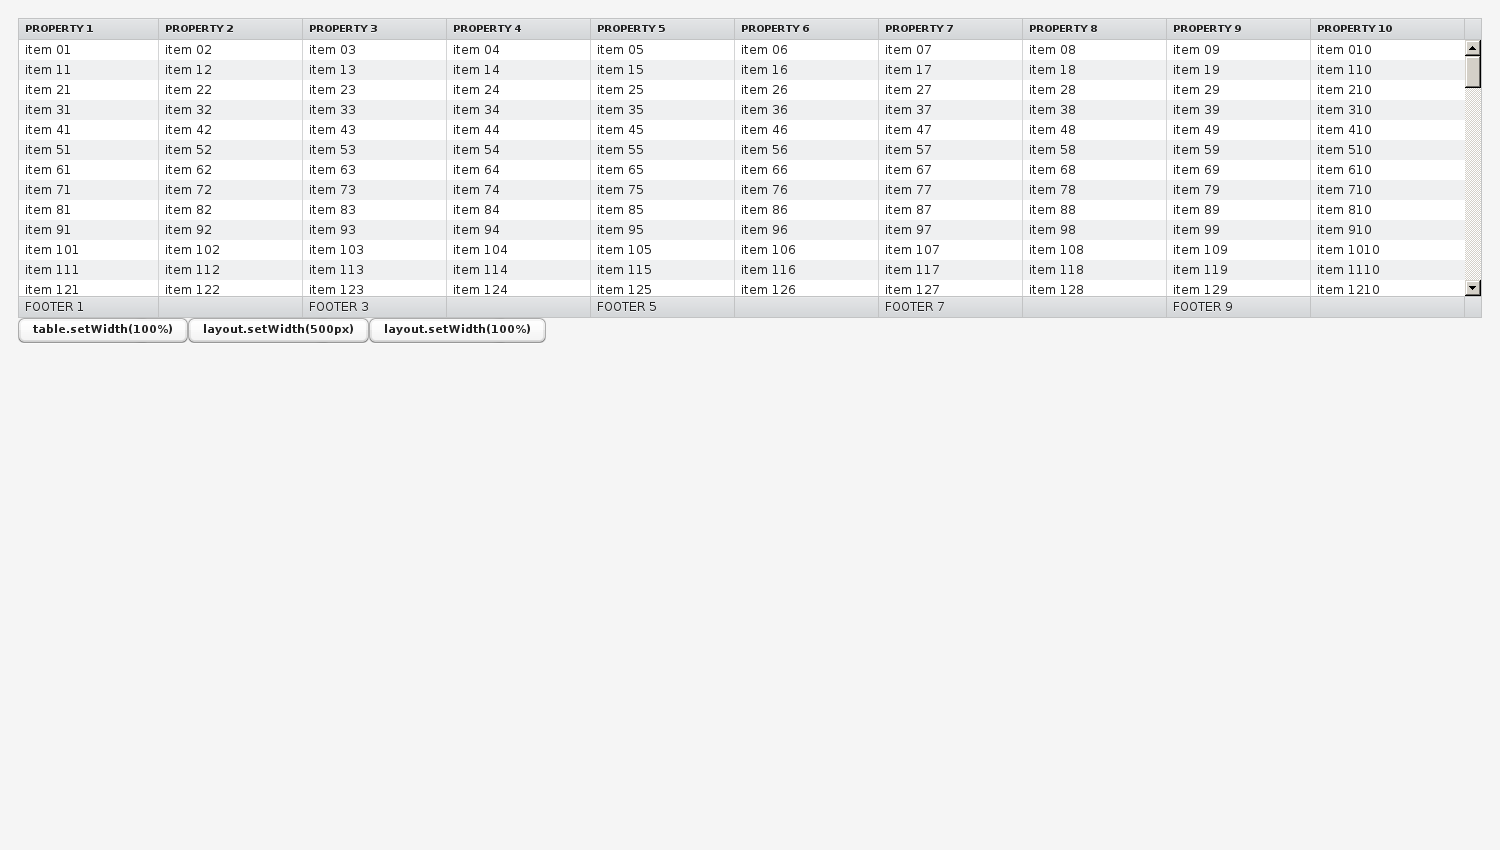 PROPERTY 1 PROPERTY 2 PROPERTY 3 PROPERTY 4 PROPERTY 5 PROPERTY 6 PROPERTY 7 PROPERTY 8 PROPERTY 9 PROPERTY 10
item 01 item 02 item 03 item 04 item 05 item 06 item 07 item 08 item 09 item 010
item 11 item 12 item 13 item 14 item 15 item 16 item 17 item 18 item 19 item 110
item 21 item 22 item 23 item 24 item 25 item 26 item 27 item 28 item 29 item 210
item 31 item 32 item 33 item 34 item 35 item 36 item 37 item 38 item 39 item 310
item 41 item 42 item 43 item 44 item 45 item 46 item 47 item 48 item 49 item 410
item 51 item 52 item 53 item 54 item 55 item 56 item 57 item 58 item 59 item 510
item 61 item 62 item 63 item 64 item 65 item 66 item 67 item 68 item 69 item 610
item 71 item 72 item 73 item 74 item 75 item 76 item 77 item 78 item 79 item 710
item 81 item 82 item 83 item 84 item 85 item 86 item 87 item 88 item 89 item 810
item 91 item 92 item 93 item 94 item 95 item 96 item 97 item 98 item 99 item 910
item 101 item 102 item 103 item 104 item 105 item 106 item 107 item 108 item 109 item 1010
item 111 item 112 item 113 item 114 item 115 item 116 item 117 item 118 item 119 item 1110
item 121 item 122 item 123 item 124 item 125 item 126 item 127 item 128 item 129 item 1210
FOOTER 1 FOOTER 3 FOOTER 5 FOOTER 7 FOOTER 9
table.setWidth(100%) layout.setWidth(500px) layout.setWidth(100%)